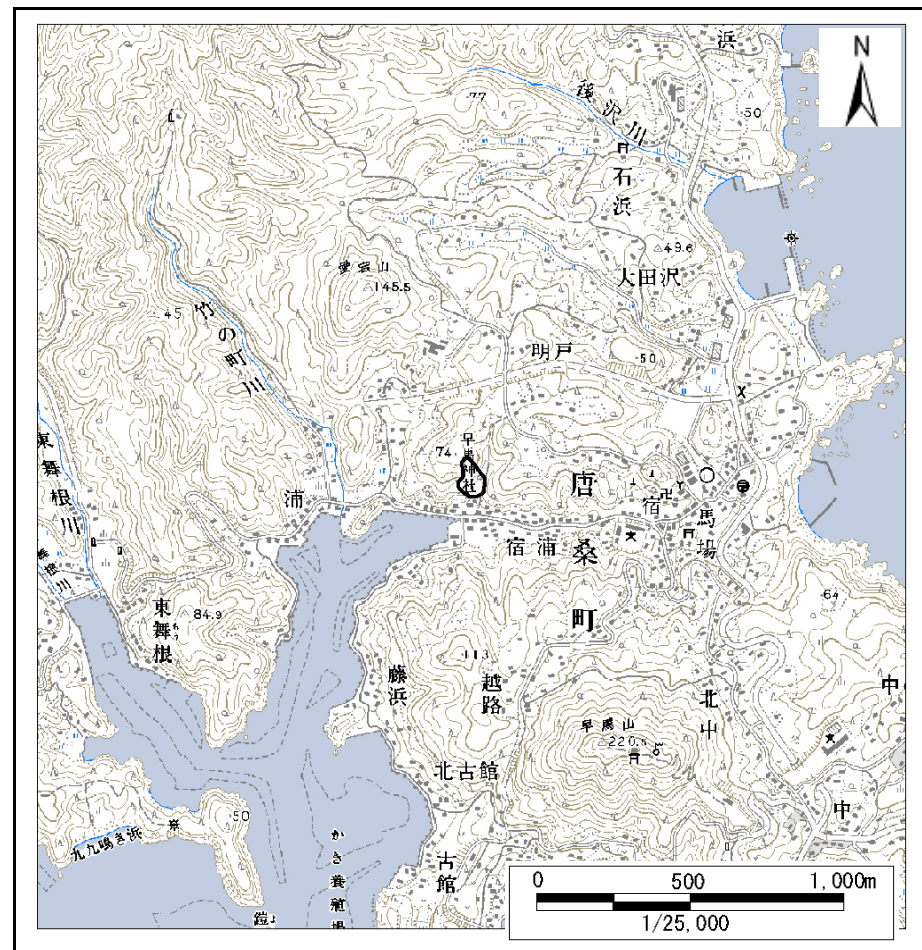 浜
N
77
後沢川
50
石浜
49.6
大田沢
愛宕山
145.5
45
竹の町川
明戸
50
74
早馬神社
東舞根川
浦
唐桑町
宿
馬場
宿浦
64
84.9
東舞根
113
藤浜
越路
北中
中
早馬山
220.5
北古館
中
50
九九鳴き浜
かき養殖場
古館
鎧
0 500 1,000m
1/25,000